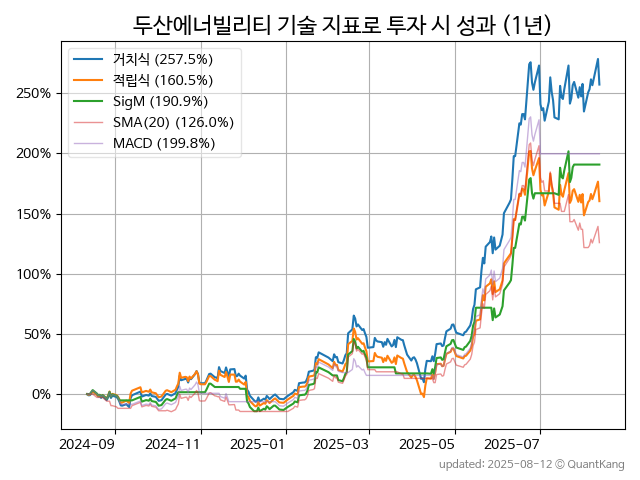 두산에너빌리티 기술 지표로 투자 시 성과 (1년)
거치식 (257.5%)
적립식 (160.5%)
SigM (190.9%)
SMA(20) (126.0%)
MACD (199.8%)
250%
200%
150%
100%
50%
0%
2024-09 2024-11 2025-01 2025-03 2025-05 2025-07
updated: 2025-08-12 © QuantKang